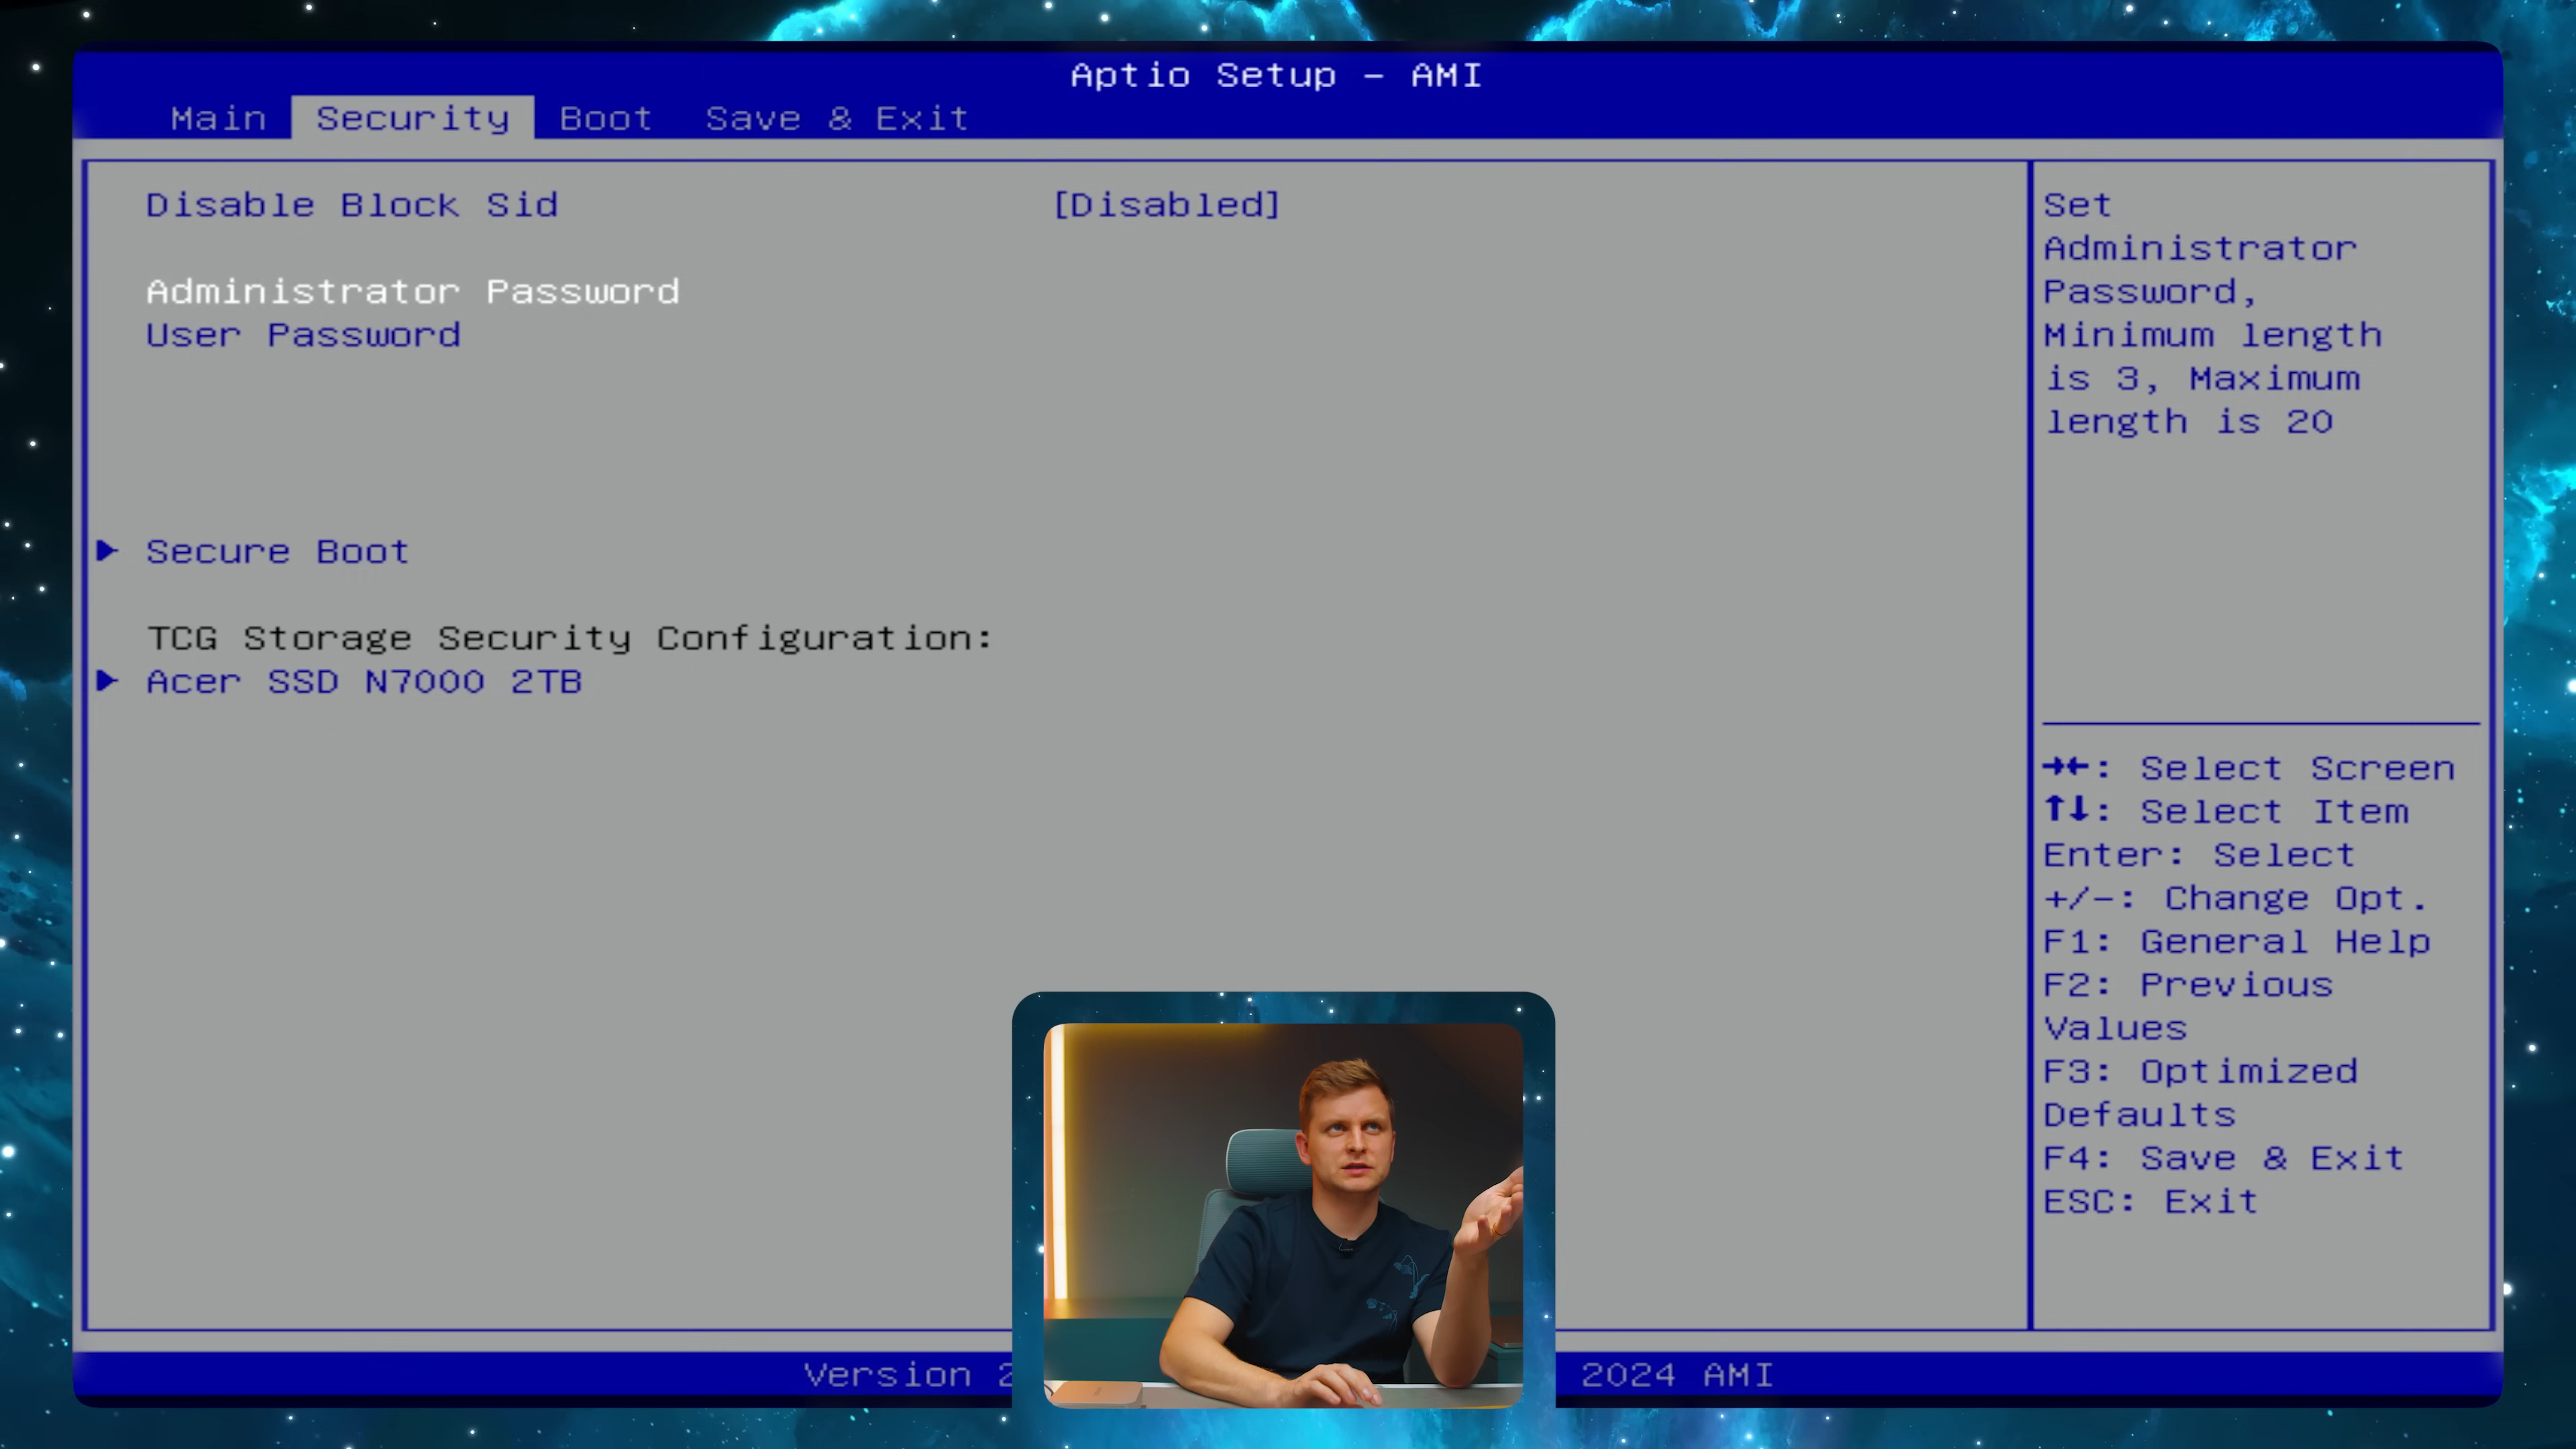 Aptio Setup – AMI
Main Security Boot Save & Exit
Disable Block Sid [Disabled]
Administrator Password
User Password
Secure Boot
TCG Storage Security Configuration:
Acer SSD N7000 2TB
Set
Administrator
Password,
Minimum length
is 3, Maximum
length is 20
→←: Select Screen
↑↓: Select Item
Enter: Select
+/-: Change Opt.
F1: General Help
F2: Previous
Values
F3: Optimized
Defaults
F4: Save & Exit
ESC: Exit
Version 2
2024 AMI